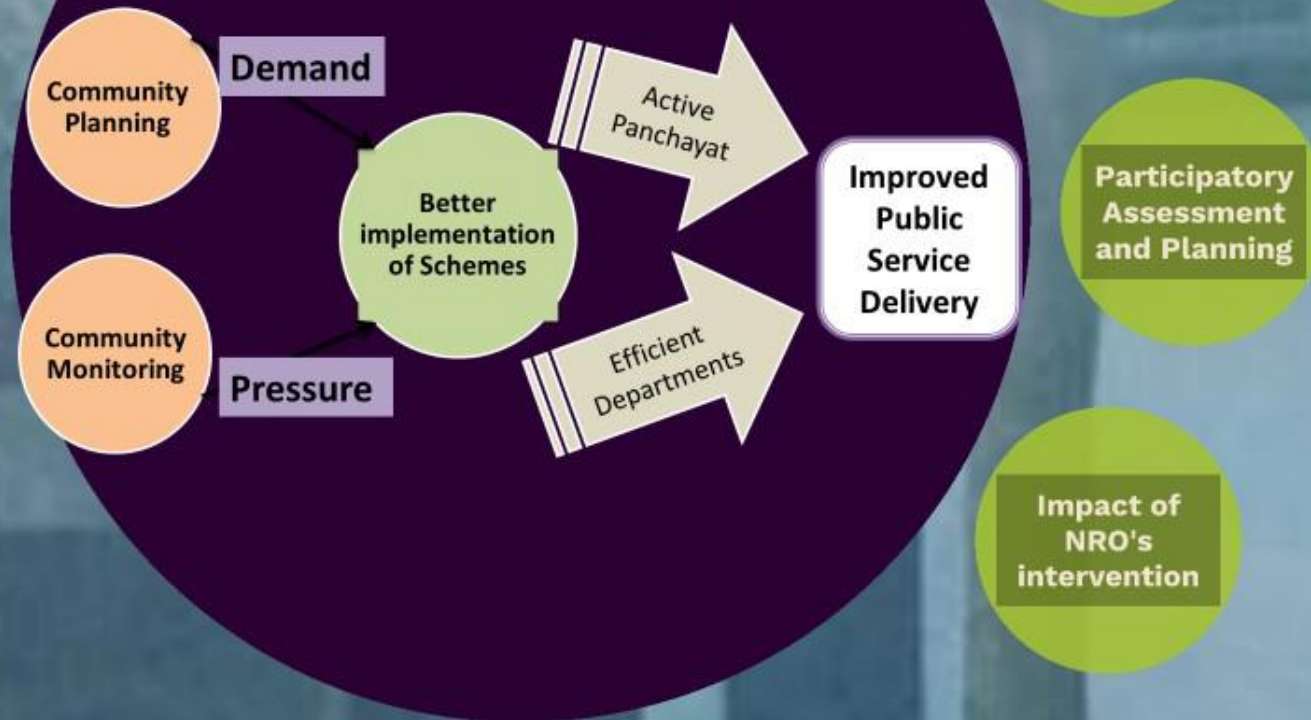 Community
Planning
Demand
Community
Monitoring
Pressure
Better
implementation
of Schemes
Active
Panchayat
Efficient
Departments
Improved
Public
Service
Delivery
Participatory
Assessment
and Planning
Impact of
NRO's
intervention